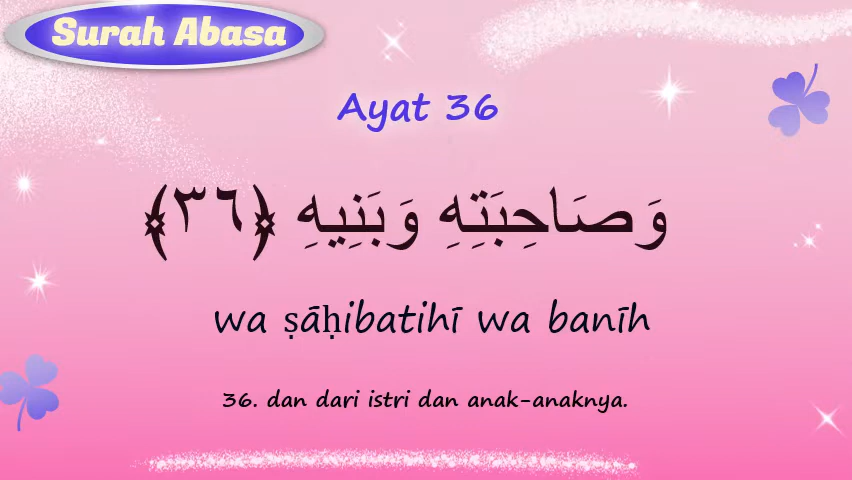 Surah Abasa
Ayat 36
وَصَاحِبَتِهِ وَبَنِيهِ ﴿٣٦﴾
wa ṣāḥibatihī wa banīh
36. dan dari istri dan anak-anaknya.